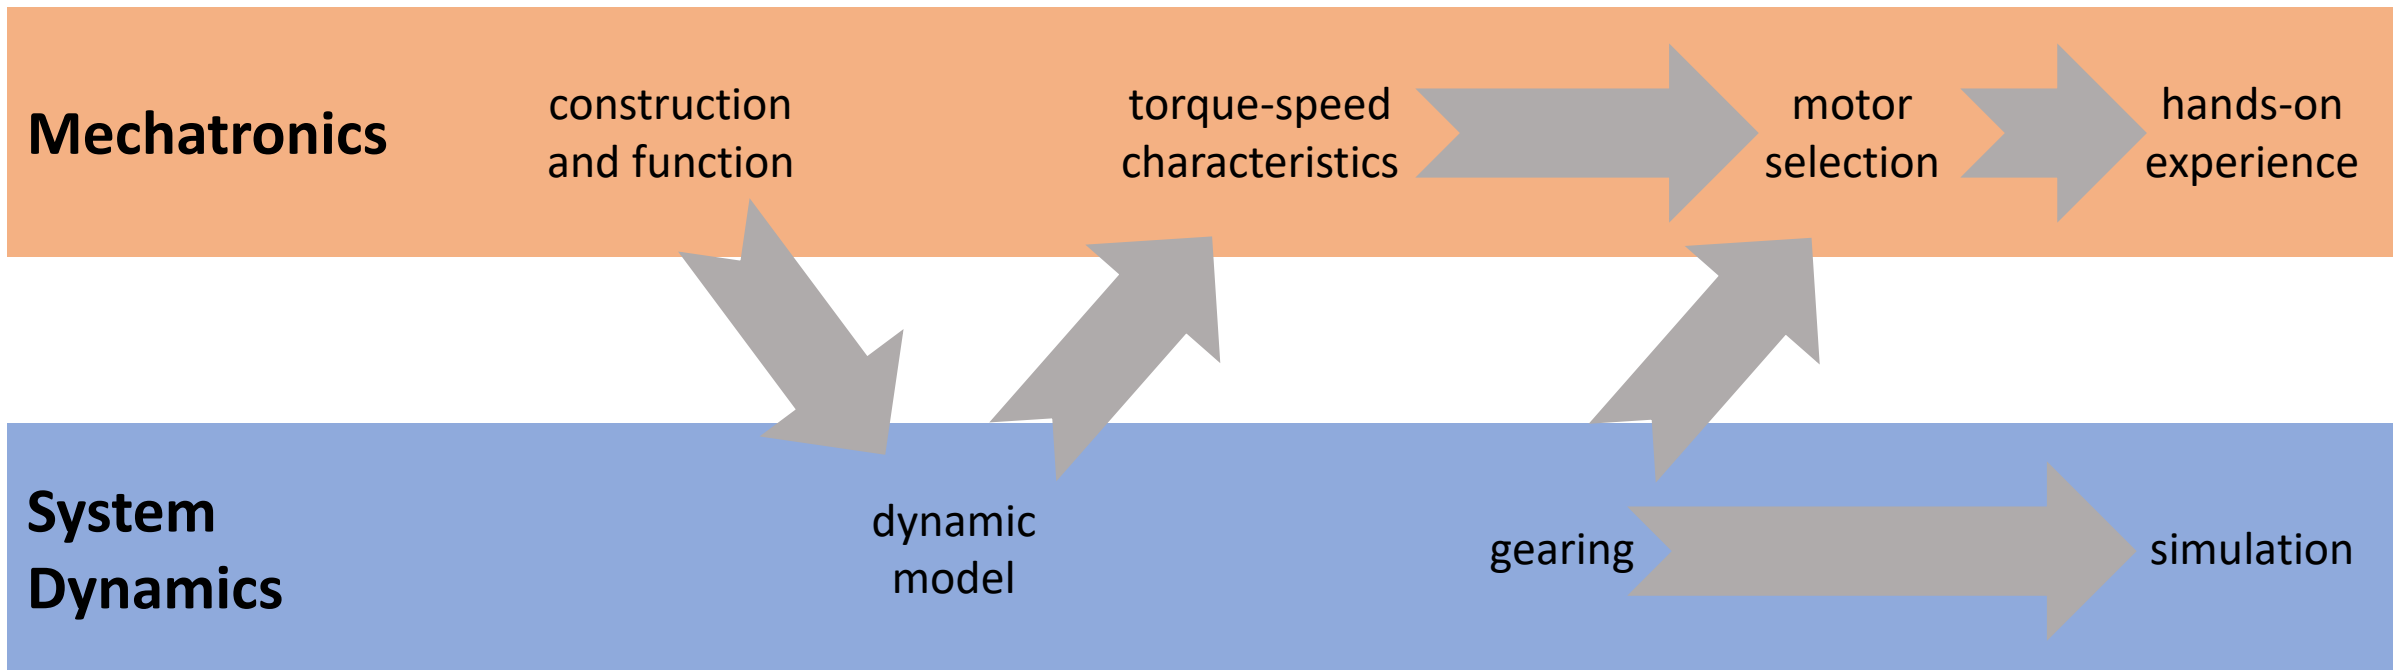 Mechatronics
construction
and function
torque-speed
characteristics
motor
selection
hands-on
experience
System
Dynamics
dynamic
model
gearing
simulation